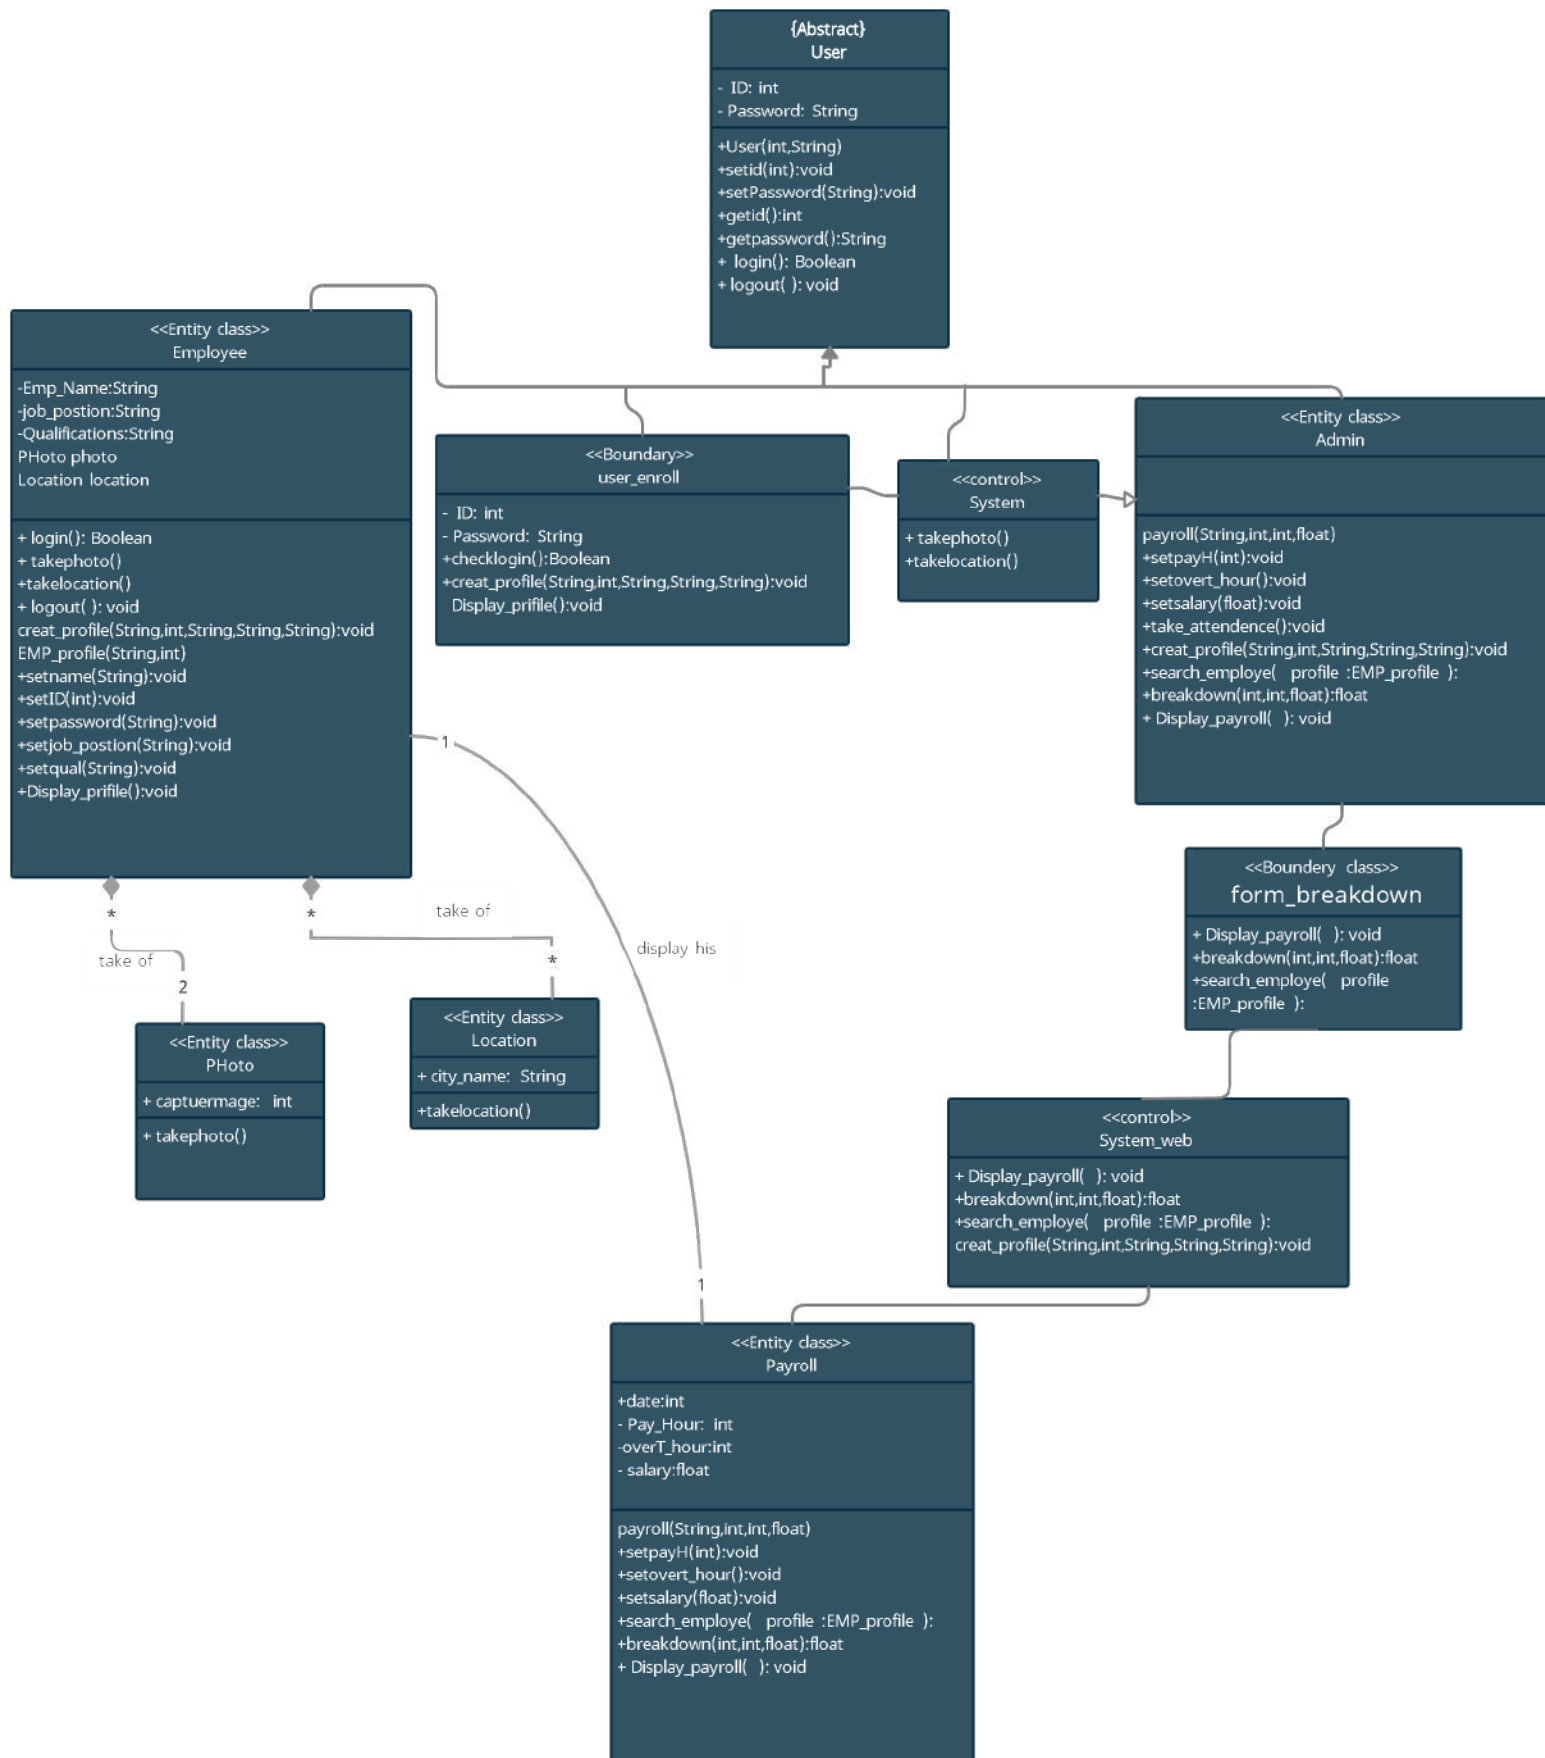 {Abstract}
User
- ID: int
- Password: String
+User(int,String)
+setid(int):void
+setPassword(String):void
+getid():int
+getpassword():String
+ login(): Boolean
+ logout( ): void
<<Entity class>>
Employee
-Emp_Name:String
-job_postion:String
-Qualifications:String
PHoto photo
Location location
+ login(): Boolean
+ takephoto()
+takelocation()
+ logout( ): void
creat_profile(String,int,String,String,String):void
EMP_profile(String,int)
+setname(String):void
+setID(int):void
+setpassword(String):void
+setjob_postion(String):void
+setqual(String):void
+Display_prifile():void
<<Boundary>>
user_enroll
- ID: int
- Password: String
+checklogin():Boolean
+creat_profile(String,int,String,String,String):void
Display_prifile():void
<<control>>
System
+ takephoto()
+takelocation()
<<Entity class>>
Admin
payroll(String,int,int,float)
+setpayH(int):void
+setovert_hour():void
+setsalary(float):void
+take_attendence():void
+creat_profile(String,int,String,String,String):void
+search_employe( profile :EMP_profile ):
+breakdown(int,int,float):float
+ Display_payroll( ): void
1
*
take of
2
*
take of
*
display his
1
<<Boundery class>>
form_breakdown
+ Display_payroll( ): void
+breakdown(int,int,float):float
+search_employe( profile
:EMP_profile ):
<<Entity class>>
PHoto
+ captuermage: int
+ takephoto()
<<Entity class>>
Location
+ city_name: String
+takelocation()
<<control>>
System_web
+ Display_payroll( ): void
+breakdown(int,int,float):float
+search_employe( profile :EMP_profile ):
creat_profile(String,int,String,String,String):void
<<Entity class>>
Payroll
+date:int
- Pay_Hour: int
-overT_hour:int
- salary:float
payroll(String,int,int,float)
+setpayH(int):void
+setovert_hour():void
+setsalary(float):void
+search_employe( profile :EMP_profile ):
+breakdown(int,int,float):float
+ Display_payroll( ): void